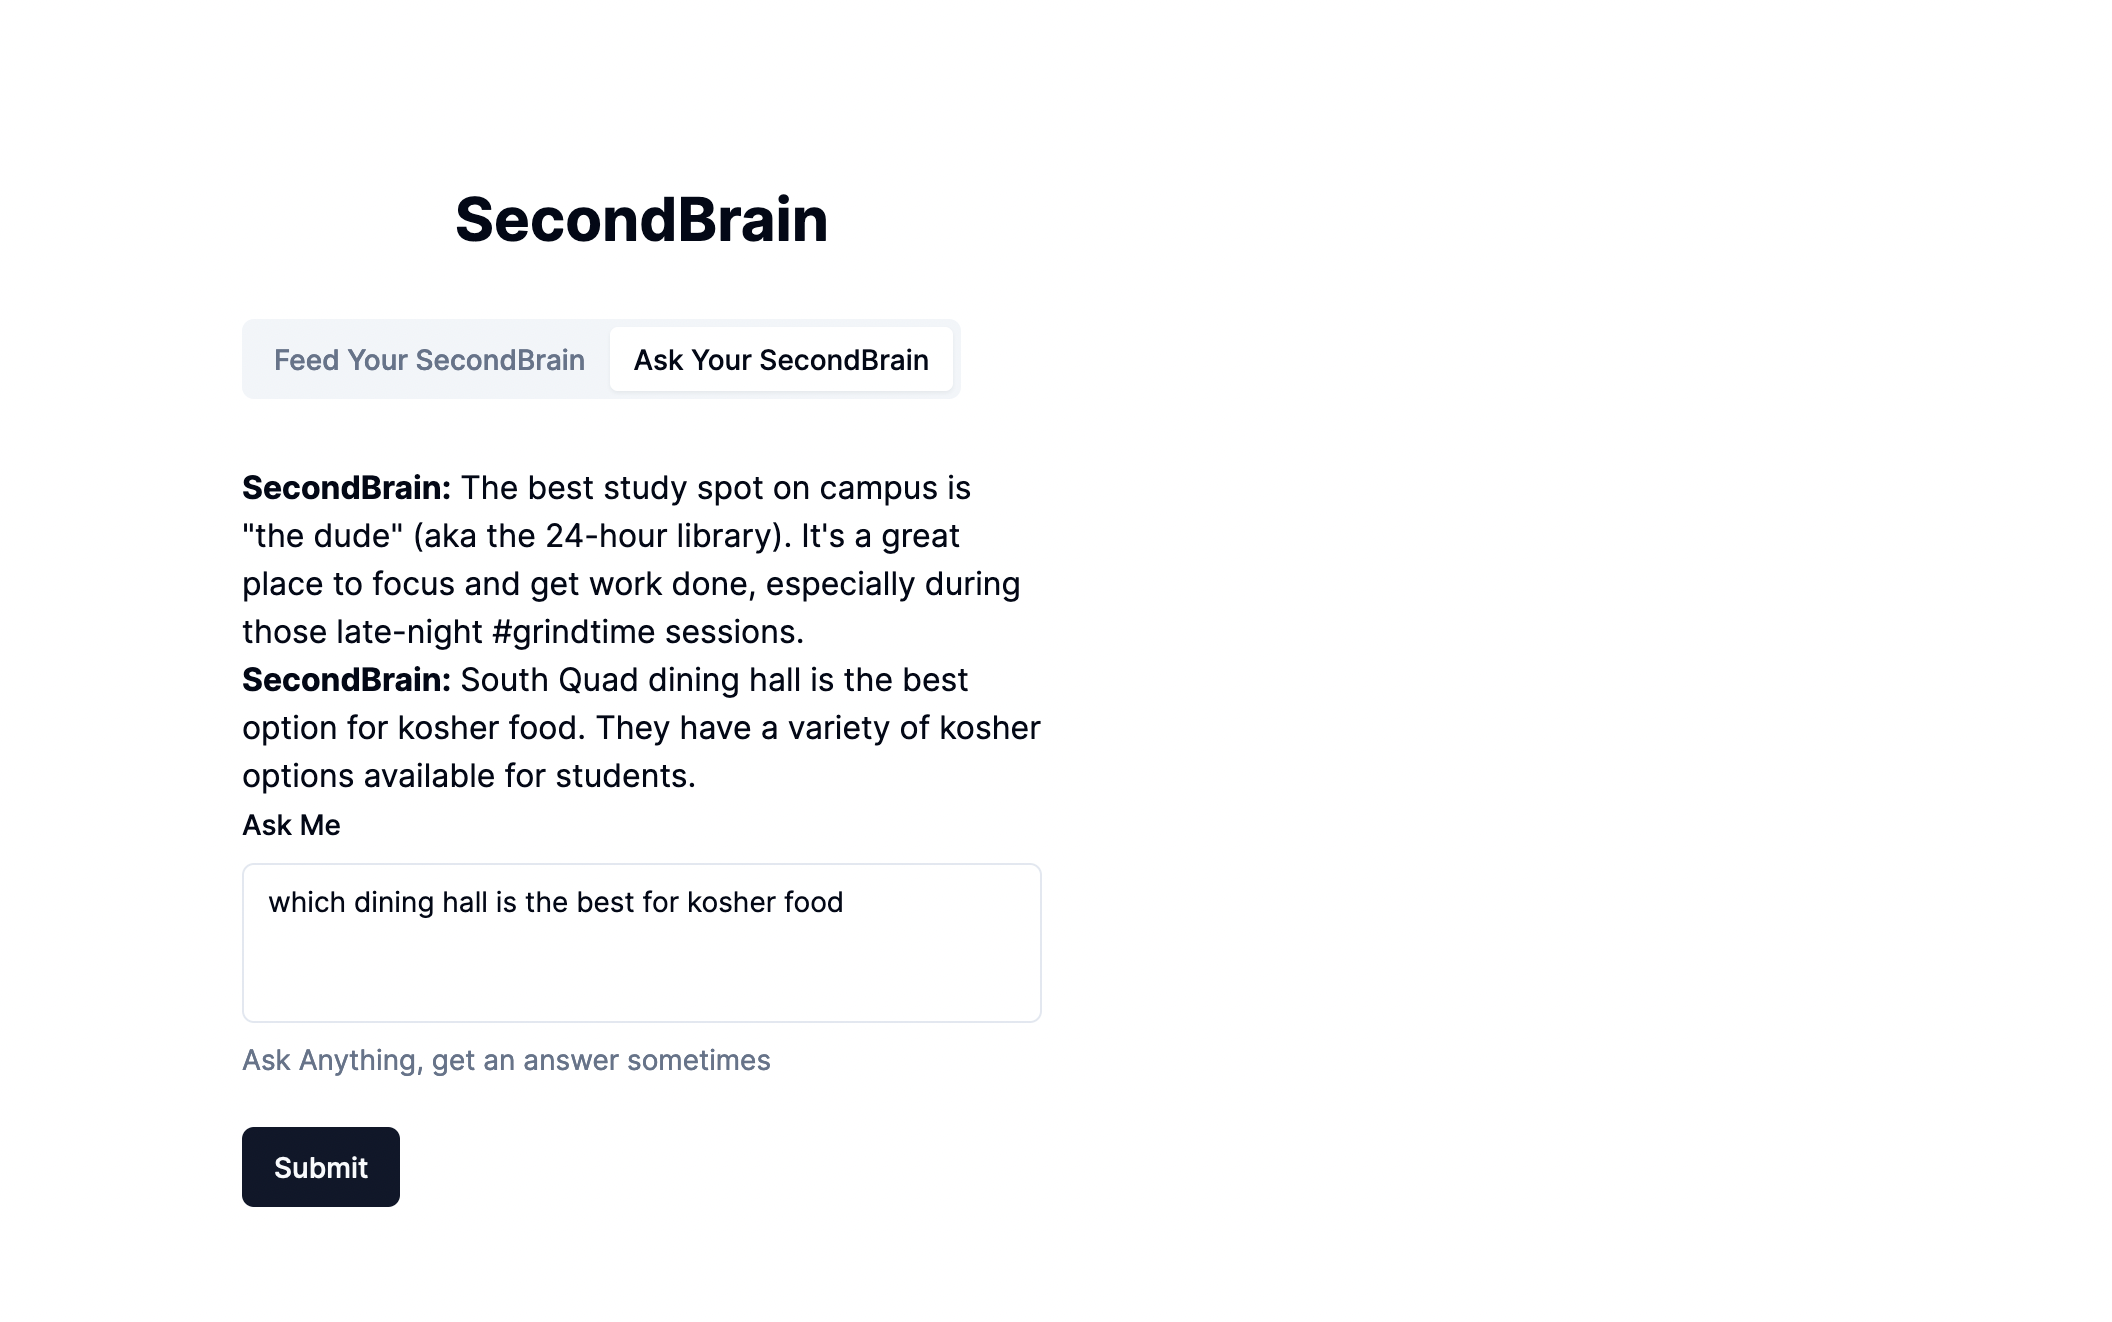 SecondBrain
Feed Your SecondBrain Ask Your SecondBrain
SecondBrain: The best study spot on campus is
"the dude" (aka the 24-hour library). It's a great
place to focus and get work done, especially during
those late-night #grindtime sessions.
SecondBrain: South Quad dining hall is the best
option for kosher food. They have a variety of kosher
options available for students.
Ask Me
which dining hall is the best for kosher food
Ask Anything, get an answer sometimes
Submit